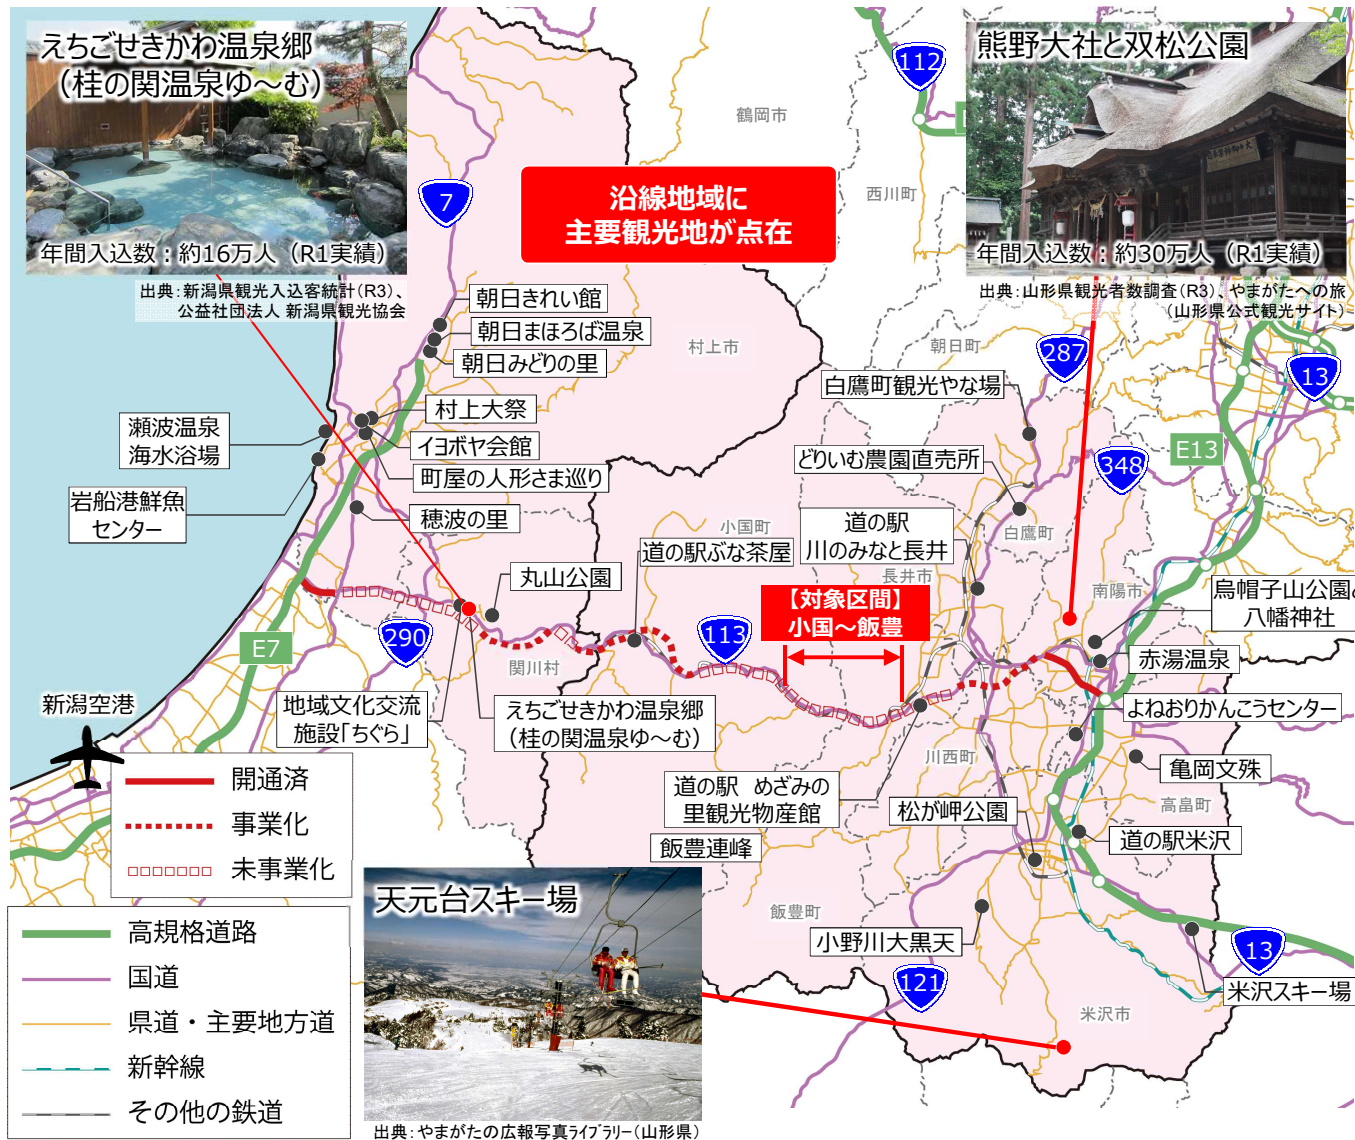 えちごせきかわ温泉郷
(桂の関温泉ゆ～む)
年間入込数：約16万人（R1実績）
出典：新潟県観光入込客統計（R3）、
公益社団法人 新潟県観光協会
沿線地域に
主要観光地が点在
熊野大社と双松公園
年間入込数：約30万人（R1実績）
出典：山形県観光者数調査（R3）、やまがたへの旅
（山形県公式観光サイト）
112
鶴岡市
西川町
7
朝日きれい館
朝日まほろば温泉
朝日みどりの里
村上市
朝日町
287
13
白鷹町観光やな場
村上大祭
瀬波温泉
海水浴場
イヨボヤ会館
町屋の人形さま巡り
どりいむ農園直売所
348
E13
岩船港鮮魚
センター
穂波の里
小国町
道の駅ぶな茶屋
道の駅
川のみなと長井
白鷹町
長井市
丸山公園
【対象区間】
小国～飯豊
南陽市
烏帽子山公園
八幡神社
E7
290
113
関川村
赤湯温泉
新潟空港
地域文化交流
施設「ちぐら」
えちごせきかわ温泉郷
（桂の関温泉ゆ～む）
よねおりかんこうセンター
川西町
亀岡文殊
高畠町
道の駅 めざみの
里観光物産館
松が岬公園
道の駅米沢
飯豊連峰
開通済
事業化
未事業化
高規格道路
国道
県道・主要地方道
新幹線
その他の鉄道
天元台スキー場
出典：やまがたの広報写真ライブラリー（山形県）
飯豊町
小野川大黒天
121
13
米沢スキー場
米沢市